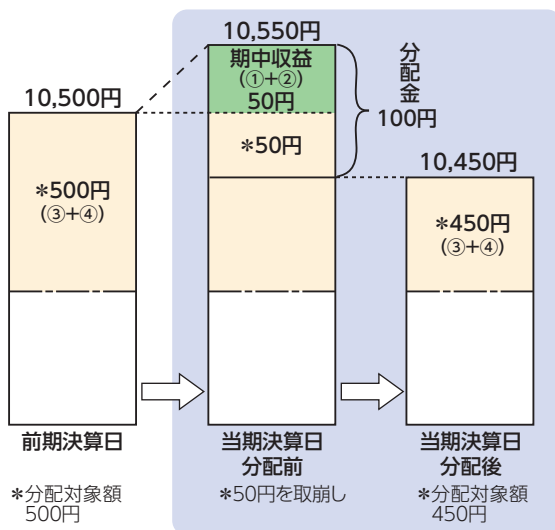 10,500円
*500円
(③+④)
前期決算日
*分配対象額
500円
10,550円
期中収益
(①+②)
50円
*50円
分配金
100円
当期決算日
分配前
*50円を取崩し
10,450円
*450円
(③+④)
当期決算日
分配後
*分配対象額
450円